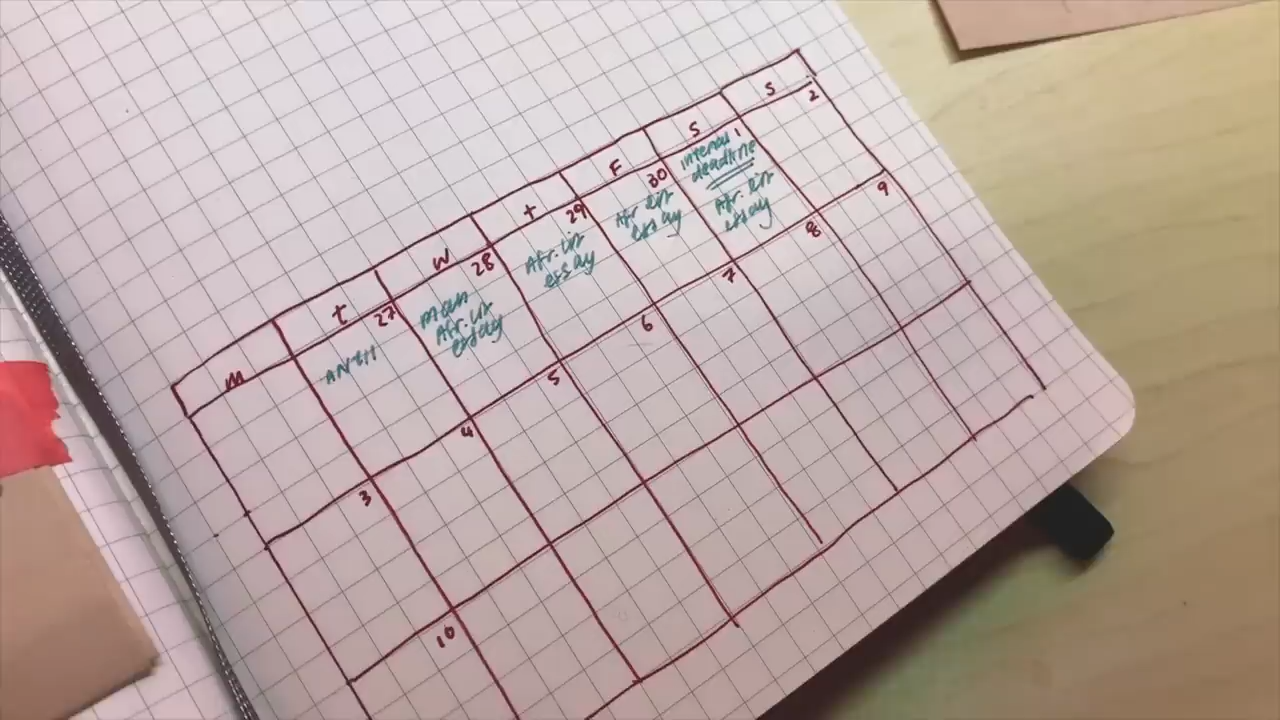 m t w t F S S
27 28 29 30 1 2
ANTH
man
Afr. lit
essay
Afr. lit
essay
Afr. lit
essay
internal
deadline
Afr. lit
essay
3 4 5 6 7 8 9
10